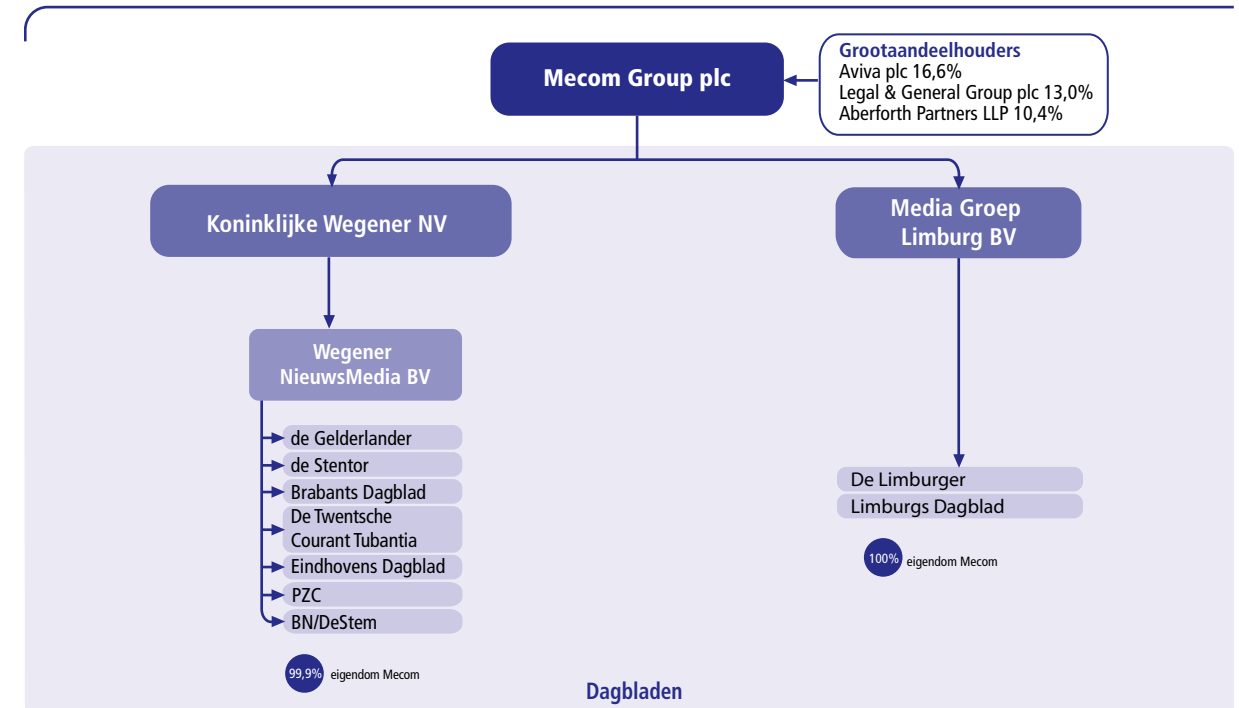 Mecom Group plc
Grootaandeelhouders
Aviva plc 16,6%
Legal & General Group plc 13,0%
Aberforth Partners LLP 10,4%
Koninklijke Wegener NV
Media Groep
Limburg BV
Wegener
NieuwsMedia BV
de Gelderlander
de Stentor
Brabants Dagblad
De Twentsche
Courant Tubantia
Eindhovens Dagblad
PZC
BN/DeStem
99,9% eigendom Mecom
De Limburger
Limburgs Dagblad
100% eigendom Mecom
Dagbladen